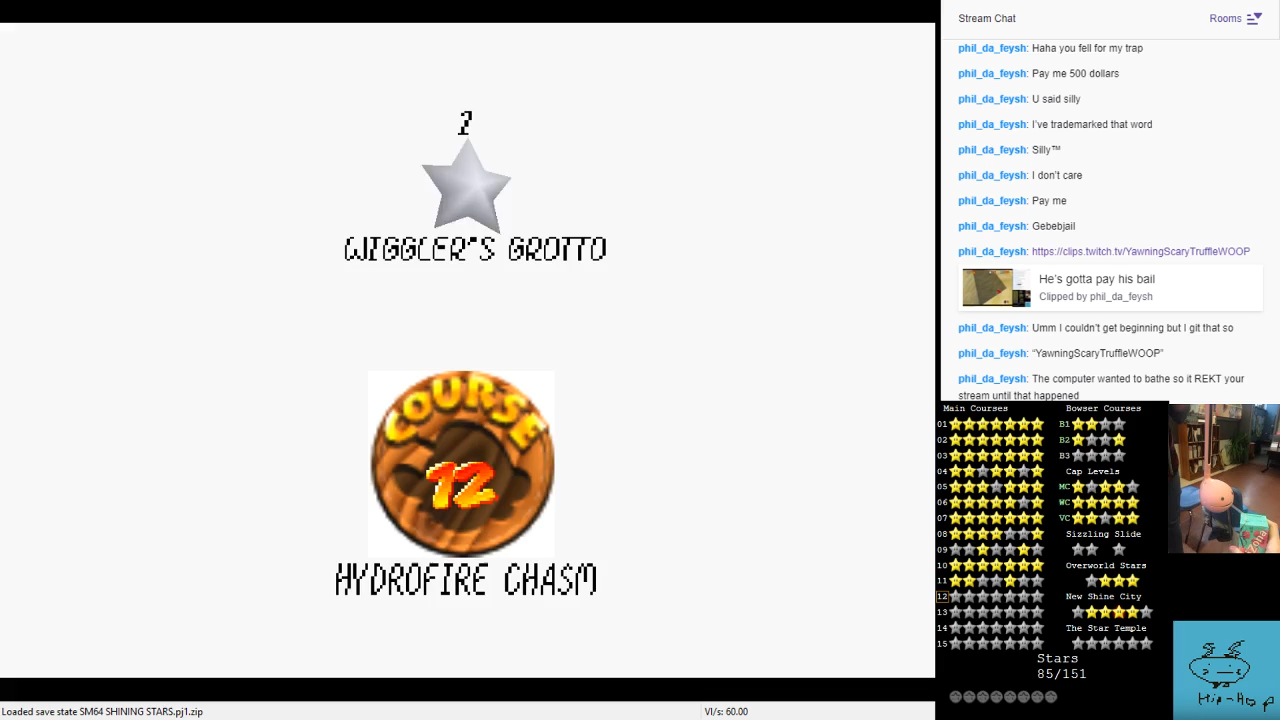 2
WIGGLER'S GROTTO
COURSE
12
HYDROFIRE CHASM
Loaded save state SM64 SHINING STARS.pj1.zip
VI/s: 60.00
Stream Chat
Rooms
phil_da_feysh: Haha you fell for my trap
phil_da_feysh: Pay me 500 dollars
phil_da_feysh: U said silly
phil_da_feysh: I've trademarked that word
phil_da_feysh: Silly™
phil_da_feysh: I don't care
phil_da_feysh: Pay me
phil_da_feysh: Gebebjail
phil_da_feysh: https://clips.twitch.tv/YawningScaryTruffleWOOP
He's gotta pay his bail
Clipped by phil_da_feysh
phil_da_feysh: Umm I couldn't get beginning but I git that so
phil_da_feysh: “YawningScaryTruffleWOOP”
phil_da_feysh: The computer wanted to bathe so it REKT your
stream until that happened
Main Courses
01
02
03
04
05
06
07
08
09
10
11
12
13
14
15
Bowser Courses
B1
B2
B3
Cap Levels
MC
WC
VC
Sizzling Slide
Overworld Stars
New Shine City
The Star Temple
Stars
85/151
Hip-Hop